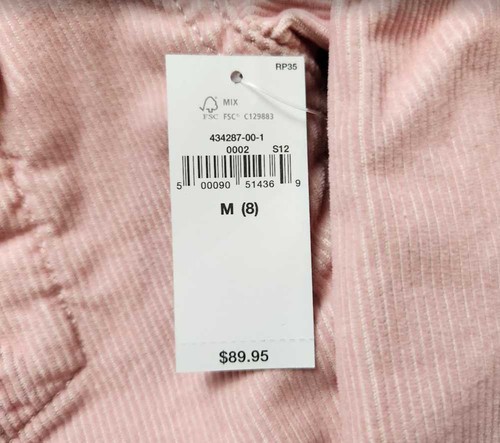 RP35
MIX
FSC FSC® C129883
434287-00-1
0002 S12
5 00090 51436 9
M (8)
$89.95